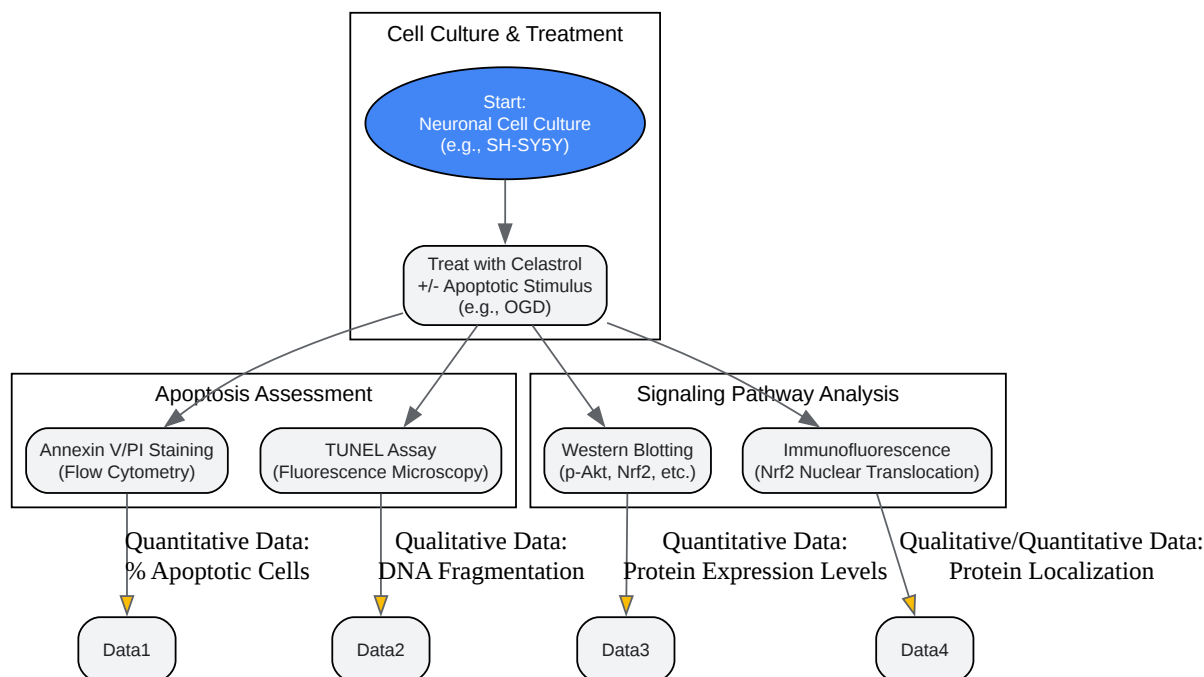 Cell Culture & Treatment
Start:
Neuronal Cell Culture
(e.g., SH-SY5Y)
Treat with Celastrol
+/- Apoptotic Stimulus
(e.g., OGD)
Apoptosis Assessment
Signaling Pathway Analysis
Annexin V/PI Staining
(Flow Cytometry)
TUNEL Assay
(Fluorescence Microscopy)
Western Blotting
(p-Akt, Nrf2, etc.)
Immunofluorescence
(Nrf2 Nuclear Translocation)
Quantitative Data:
% Apoptotic Cells
Qualitative Data:
DNA Fragmentation
Quantitative Data:
Protein Expression Levels
Qualitative/Quantitative Data:
Protein Localization
Data1
Data2
Data3
Data4